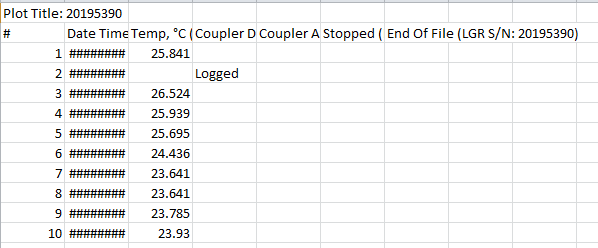 Plot Title: 20195390
# Date Time Temp, °C ( Coupler D Coupler A Stopped ( End Of File (LGR S/N: 20195390)
1 ######## 25.841
2 ######## Logged
3 ######## 26.524
4 ######## 25.939
5 ######## 25.695
6 ######## 24.436
7 ######## 23.641
8 ######## 23.641
9 ######## 23.785
10 ######## 23.93